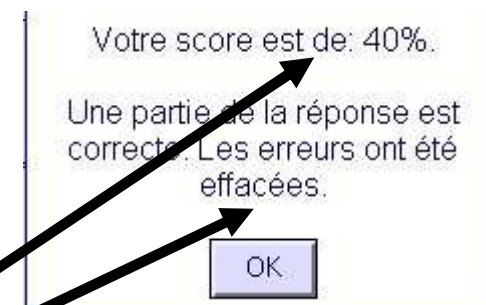 Votre score est de: 40%.
Une partie de la réponse est
correcte. Les erreurs ont été
effacées.
OK